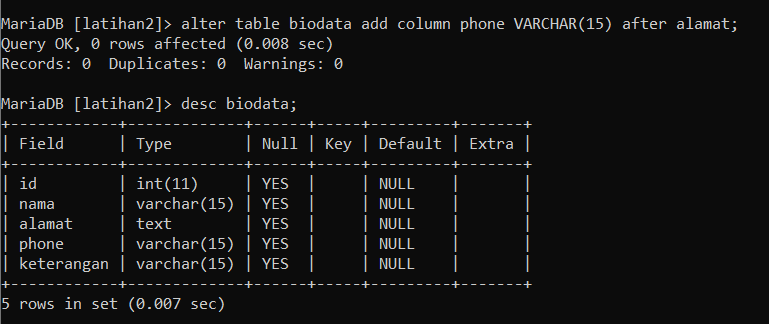 MariaDB [latihan2]> alter table biodata add column phone VARCHAR(15) after alamat;
Query OK, 0 rows affected (0.008 sec)
Records: 0  Duplicates: 0  Warnings: 0

MariaDB [latihan2]> desc biodata;
+------------+-------------+------+-----+---------+-------+
| Field      | Type        | Null | Key | Default | Extra |
+------------+-------------+------+-----+---------+-------+
| id         | int(11)     | YES  |     | NULL    |       |
| nama       | varchar(15) | YES  |     | NULL    |       |
| alamat     | text        | YES  |     | NULL    |       |
| phone      | varchar(15) | YES  |     | NULL    |       |
| keterangan | varchar(15) | YES  |     | NULL    |       |
+------------+-------------+------+-----+---------+-------+
5 rows in set (0.007 sec)